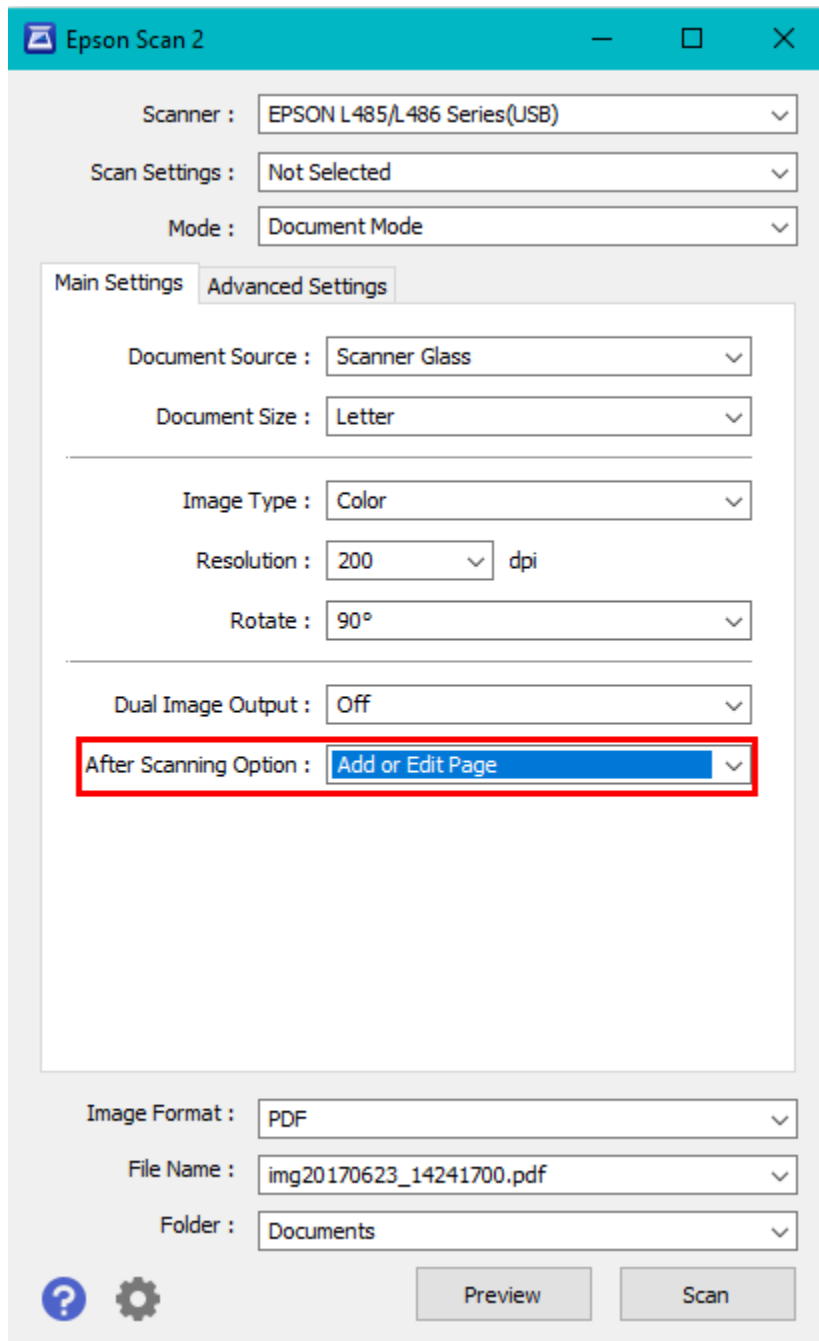 Epson Scan 2
Scanner : EPSON L485/L486 Series(USB)
Scan Settings : Not Selected
Mode : Document Mode
Main Settings Advanced Settings
Document Source : Scanner Glass
Document Size : Letter
Image Type : Color
Resolution : 200 dpi
Rotate : 90°
Dual Image Output : Off
After Scanning Option : Add or Edit Page
Image Format : PDF
File Name : img20170623_14241700.pdf
Folder : Documents
? Preview Scan